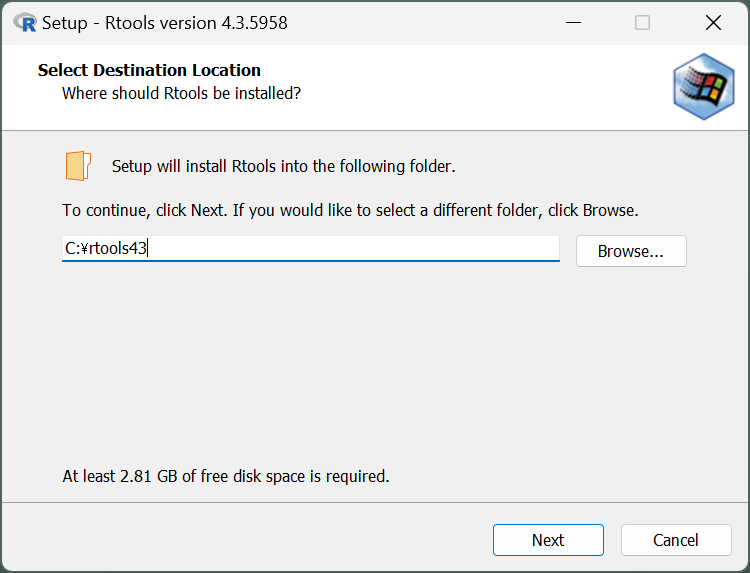 Setup - Rtools version 4.3.5958
Select Destination Location
Where should Rtools be installed?
Setup will install Rtools into the following folder.
To continue, click Next. If you would like to select a different folder, click Browse.
C:¥rtools43
Browse...
At least 2.81 GB of free disk space is required.
Next
Cancel